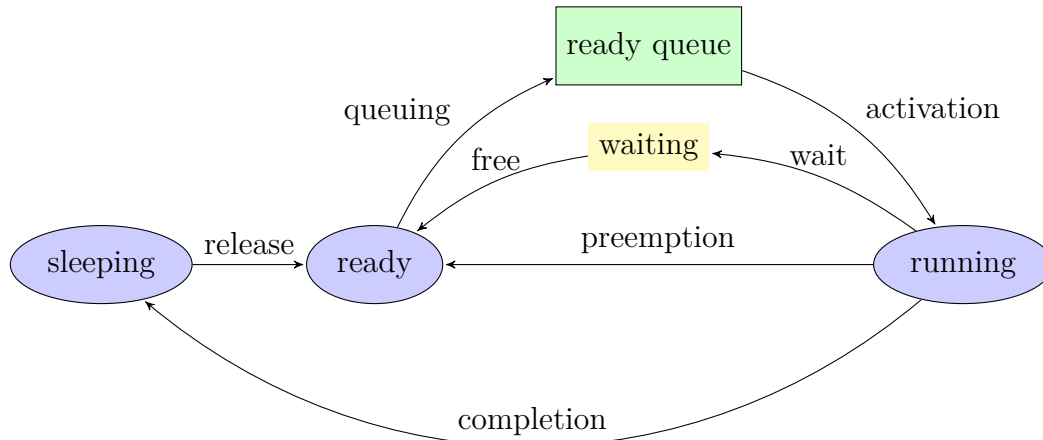 ready queue
queuing
activation
waiting
free
wait
release
preemption
sleeping
ready
running
completion